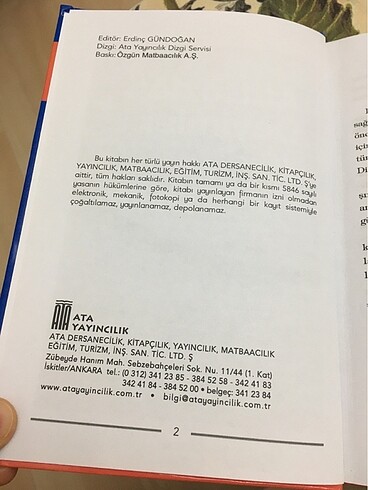 Editör: Erdinç GÜNDOĞAN
Dizgi: Ata Yayıncılık Dizgi Servisi
Baskı: Özgün Matbaacılık A.Ş.
Bu kitabın her türlü yayın hakkı ATA DERSANECİLİK, KİTAPÇILIK,
YAYINCILIK, MATBAACILIK, EĞİTİM, TURİZM, İNŞ. SAN. TİC. LTD. Ş'ye
aittir, tüm hakları saklıdır. Kitabın tamamı ya da bir kısmı 5846 sayılı
yasanın hükümlerine göre, kitabı yayınlayan firmanın izni olmadan
elektronik, mekanik, fotokopi ya da herhangi bir kayıt sistemiyle
çoğaltılamaz, yayınlanamaz, depolanamaz.
ATA
ATA
YAYINCILIK
ATA DERSANECİLİK, KİTAPÇILIK, YAYINCILIK, MATBAACILIK
EĞİTİM, TURİZM, İNŞ. SAN. TİC. LTD. Ş
Zübeyde Hanım Mah. Sebzebahçeleri Sok. Nu. 11/44 (1. Kat)
İskitler/ANKARA tel.: (0 312) 341 23 85 - 384 52 58 - 342 41 83
342 41 84 - 384 52 00 • belgeç: 341 23 84
www.atayayincilik.com.tr • bilgi@atayayincilik.com.tr
2